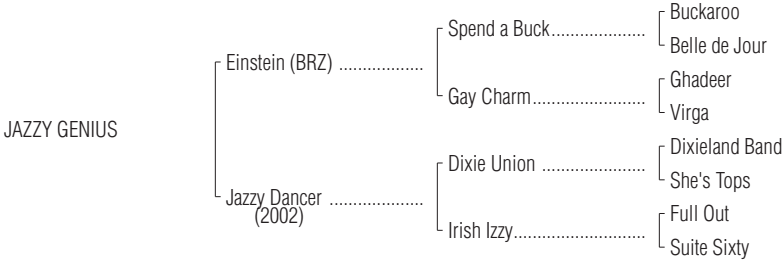 Buckaroo
Spend a Buck....................
Belle de Jour
Einstein (BRZ) ..................
Ghadeer
Gay Charm........................
Virga
JAZZY GENIUS
Dixieland Band
Dixie Union ......................
She's Tops
Jazzy Dancer ....................
(2002)
Full Out
Irish Izzy............................
Suite Sixty